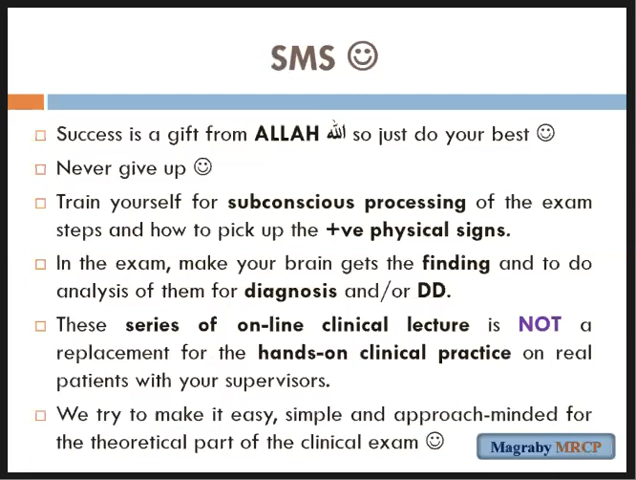 SMS ☺
Success is a gift from ALLAH الله so just do your best ☺
Never give up ☺
Train yourself for subconscious processing of the exam
steps and how to pick up the +ve physical signs.
In the exam, make your brain gets the finding and to do
analysis of them for diagnosis and/or DD.
These series of on-line clinical lecture is NOT a
replacement for the hands-on clinical practice on real
patients with your supervisors.
We try to make it easy, simple and approach-minded for
the theoretical part of the clinical exam ☺
Magraby MRCP